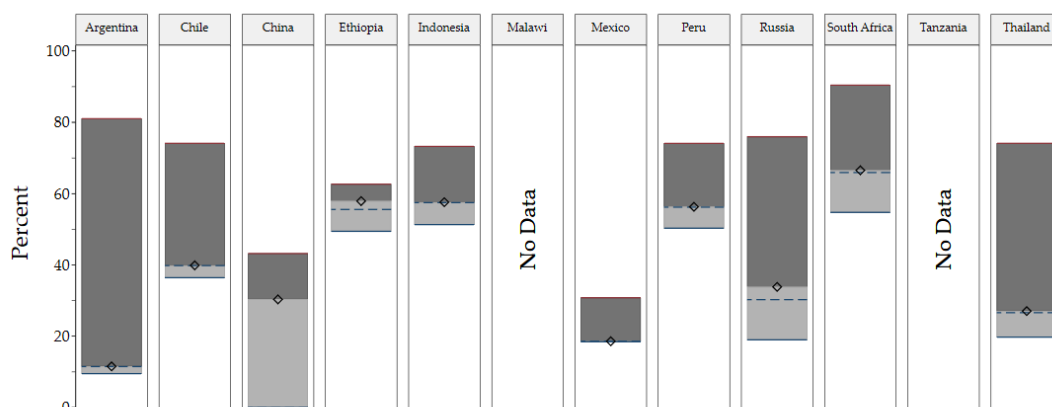 Argentina Chile China Ethiopia Indonesia Malawi Mexico Peru Russia South Africa Tanzania Thailand
100
80
60
40
20
0
Percent
No Data
No Data